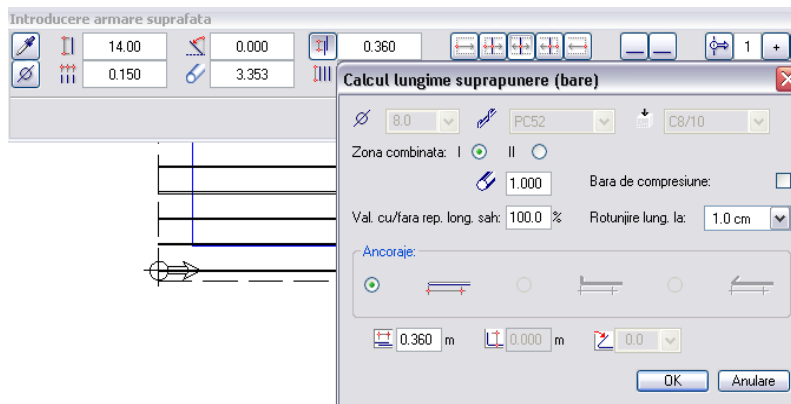 Introducere armare suprafata
14.00 0.000 0.360 1 +
0.150 3.353
Calcul lungime suprapunere (bare)
8.0 PC52 C8/10
Zona combinata: I II
1.000 Bara de compresiune:
Val. cu/fara rep. long. sah: 100.0 % Rotunjire lung. la: 1.0 cm
Ancoraje:
0.360 m 0.000 m 0.0
OK Anulare